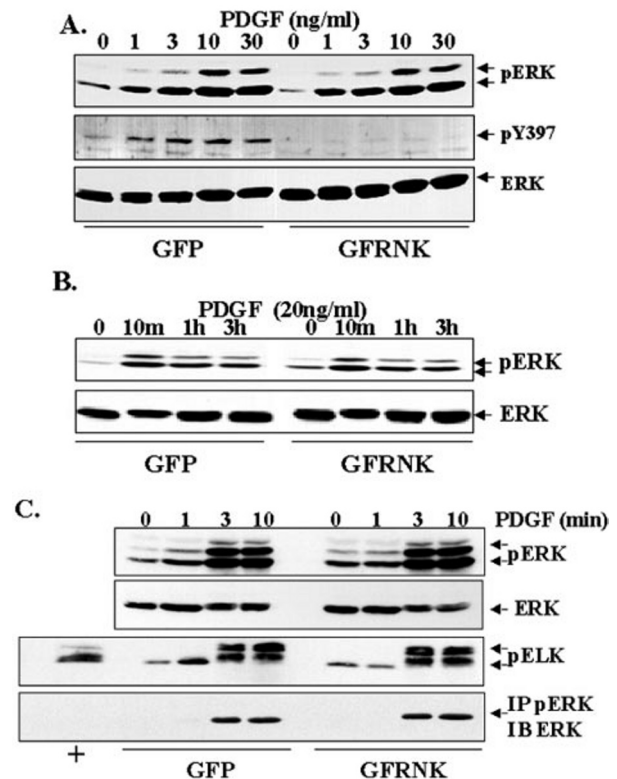 A.
PDGF (ng/ml)
0 1 3 10 30 0 1 3 10 30
pERK
pY397
ERK
GFP GFRNK
B.
PDGF (20ng/ml)
0 10m 1h 3h 0 10m 1h 3h
pERK
ERK
GFP GFRNK
C.
0 1 3 10 0 1 3 10 PDGF (min)
pERK
ERK
pELK
IP pERK
IB ERK
+ GFP GFRNK